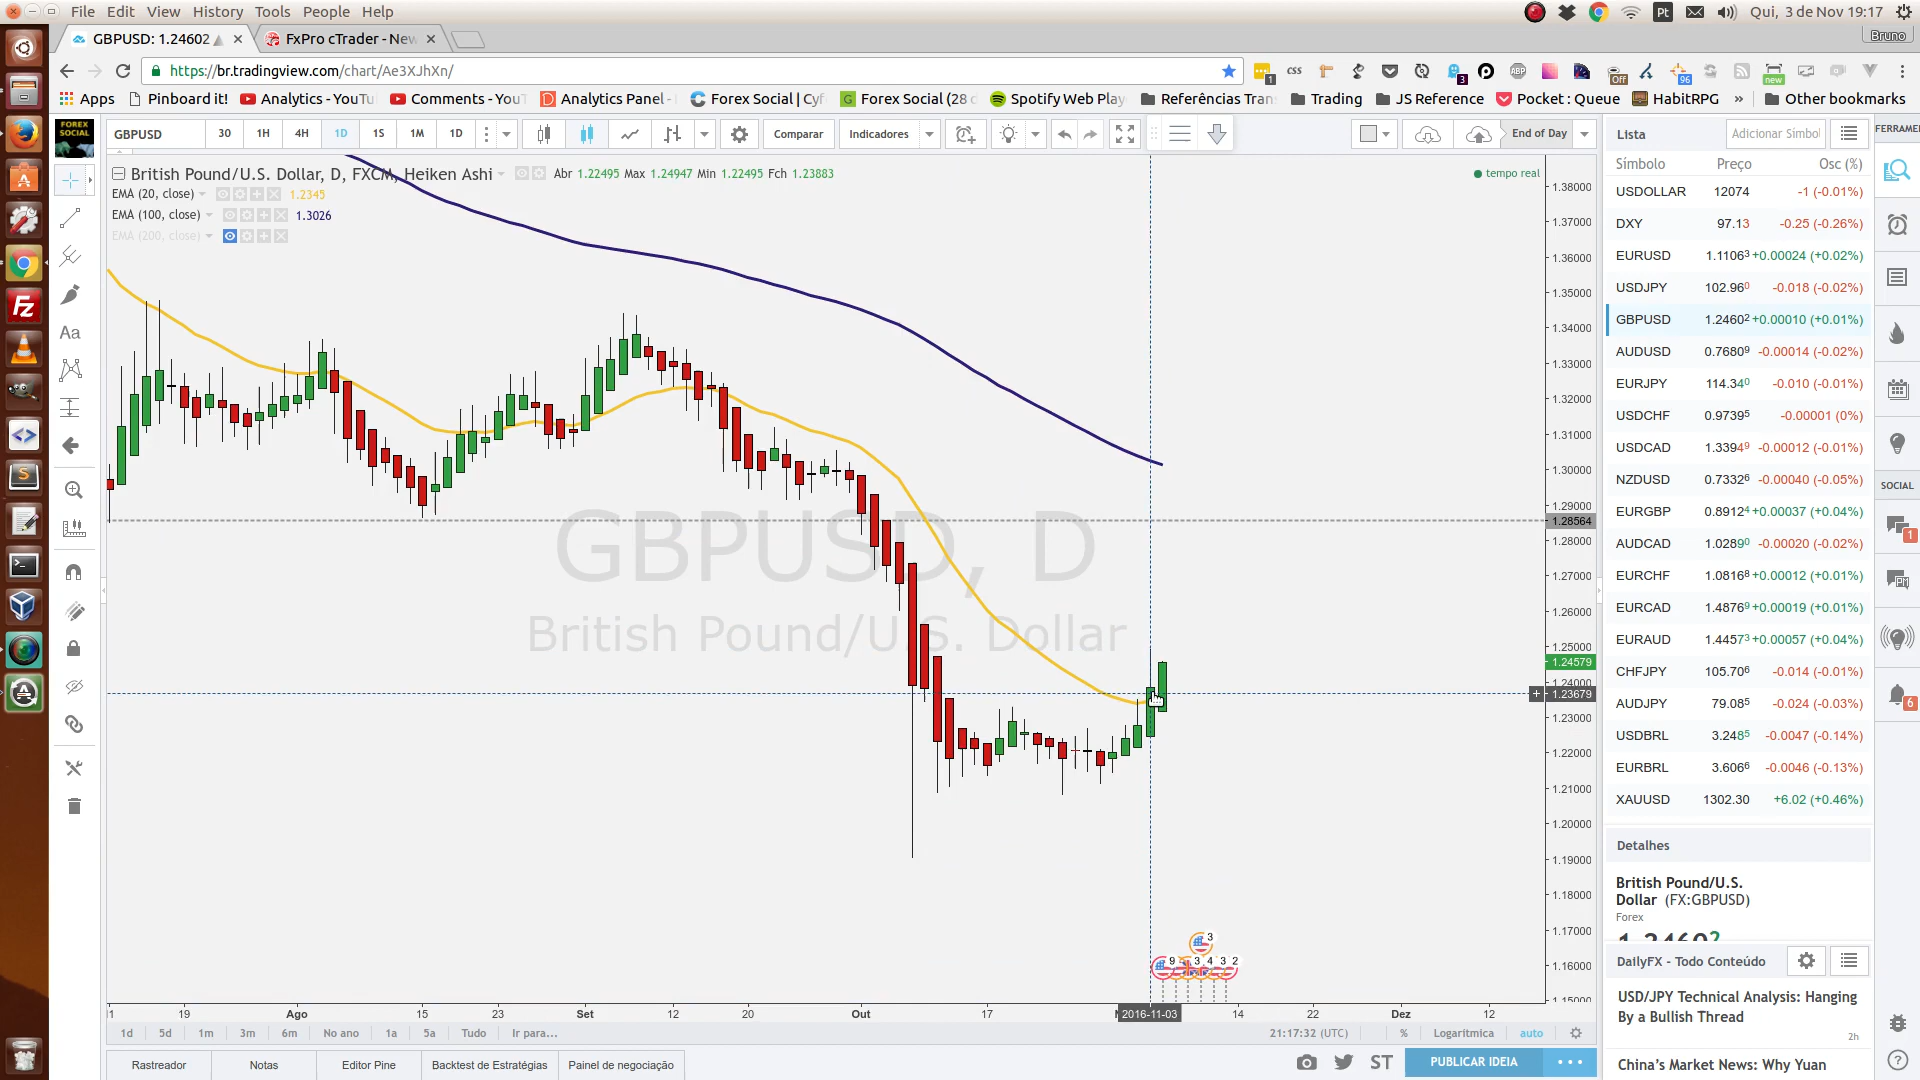 File Edit View History Tools People Help
Pt
Qui, 3 de Nov 19:17
GBPUSD: 1.24602
FxPro cTrader - New
Bruno
https://br.tradingview.com/chart/Ae3XJhXn/
Apps Pinboard it! Analytics - YouTu Comments - YouT Analytics Panel - Forex Social | Cyf Forex Social (28 d Spotify Web Play Referências Tran Trading JS Reference Pocket : Queue HabitRPG » Other bookmarks
FOREX SOCIAL
GBPUSD 30 1H 4H 1D 1S 1M 1D Comparar Indicadores End of Day
British Pound/U.S. Dollar, D, FXCM, Heiken Ashi Abr 1.22495 Max 1.24947 Min 1.22495 Fch 1.23883
tempo real
EMA (20, close) 1.2345
EMA (100, close) 1.3026
EMA (200, close)
GBPUSD, D
British Pound/U.S. Dollar
1.38000
1.37000
1.36000
1.35000
1.34000
1.33000
1.32000
1.31000
1.30000
1.29000
1.28564
1.28000
1.27000
1.26000
1.25000
1.24579
1.24000
1.23679
1.23000
1.22000
1.21000
1.20000
1.19000
1.18000
1.17000
1.16000
1.15000
3
9 3 4 3 2
19 Ago 15 23 Set 12 20 Out 17 2016-11-03 14 22 Dez 12
1d 5d 1m 3m 6m No ano 1a 5a Tudo Ir para... 21:17:32 (UTC) % Logarítmica auto
Rastreador Notas Editor Pine Backtest de Estratégias Painel de negociação ST PUBLICAR IDEIA
Lista Adicionar Símbol
Símbolo Preço Osc (%)
USDOLLAR 12074 -1 (-0.01%)
DXY 97.13 -0.25 (-0.26%)
EURUSD 1.11063 +0.00024 (+0.02%)
USDJPY 102.960 -0.018 (-0.02%)
GBPUSD 1.24602 +0.00010 (+0.01%)
AUDUSD 0.76809 -0.00014 (-0.02%)
EURJPY 114.340 -0.010 (-0.01%)
USDCHF 0.97395 -0.00001 (0%)
USDCAD 1.33949 -0.00012 (-0.01%)
NZDUSD 0.73326 -0.00040 (-0.05%)
EURGBP 0.89124 +0.00037 (+0.04%)
AUDCAD 1.02890 -0.00020 (-0.02%)
EURCHF 1.08168 +0.00012 (+0.01%)
EURCAD 1.48769 +0.00019 (+0.01%)
EURAUD 1.44573 +0.00057 (+0.04%)
CHFJPY 105.706 -0.014 (-0.01%)
AUDJPY 79.085 -0.024 (-0.03%)
USDBRL 3.2485 -0.0047 (-0.14%)
EURBRL 3.6066 -0.0046 (-0.13%)
XAUUSD 1302.30 +6.02 (+0.46%)
Detalhes
British Pound/U.S.
Dollar (FX:GBPUSD)
Forex
DailyFX - Todo Conteúdo
USD/JPY Technical Analysis: Hanging
By a Bullish Thread
2h
China's Market News: Why Yuan
FERRAMEI
SOCIAL
1
6